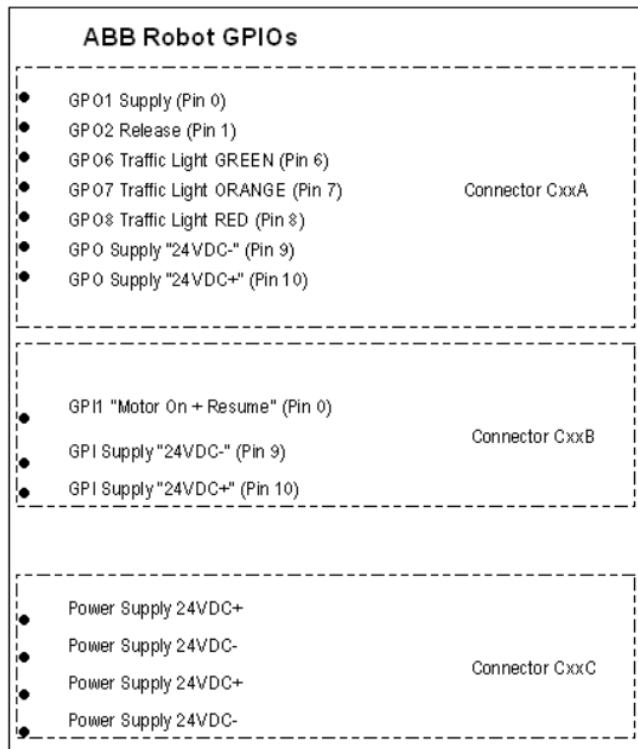 ABB Robot GPIOs
GPO1 Supply (Pin 0)
GPO2 Release (Pin 1)
GPO6 Traffic Light GREEN (Pin 6)
GPO7 Traffic Light ORANGE (Pin 7)
Connector CxxA
GPO8 Traffic Light RED (Pin 8)
GPO Supply "24VDC-" (Pin 9)
GPO Supply "24VDC+" (Pin 10)
GPI1 "Motor On + Resume" (Pin 0)
Connector CxxB
GPI Supply "24VDC-" (Pin 9)
GPI Supply "24VDC+" (Pin 10)
Power Supply 24VDC+
Power Supply 24VDC-
Connector CxxC
Power Supply 24VDC+
Power Supply 24VDC-